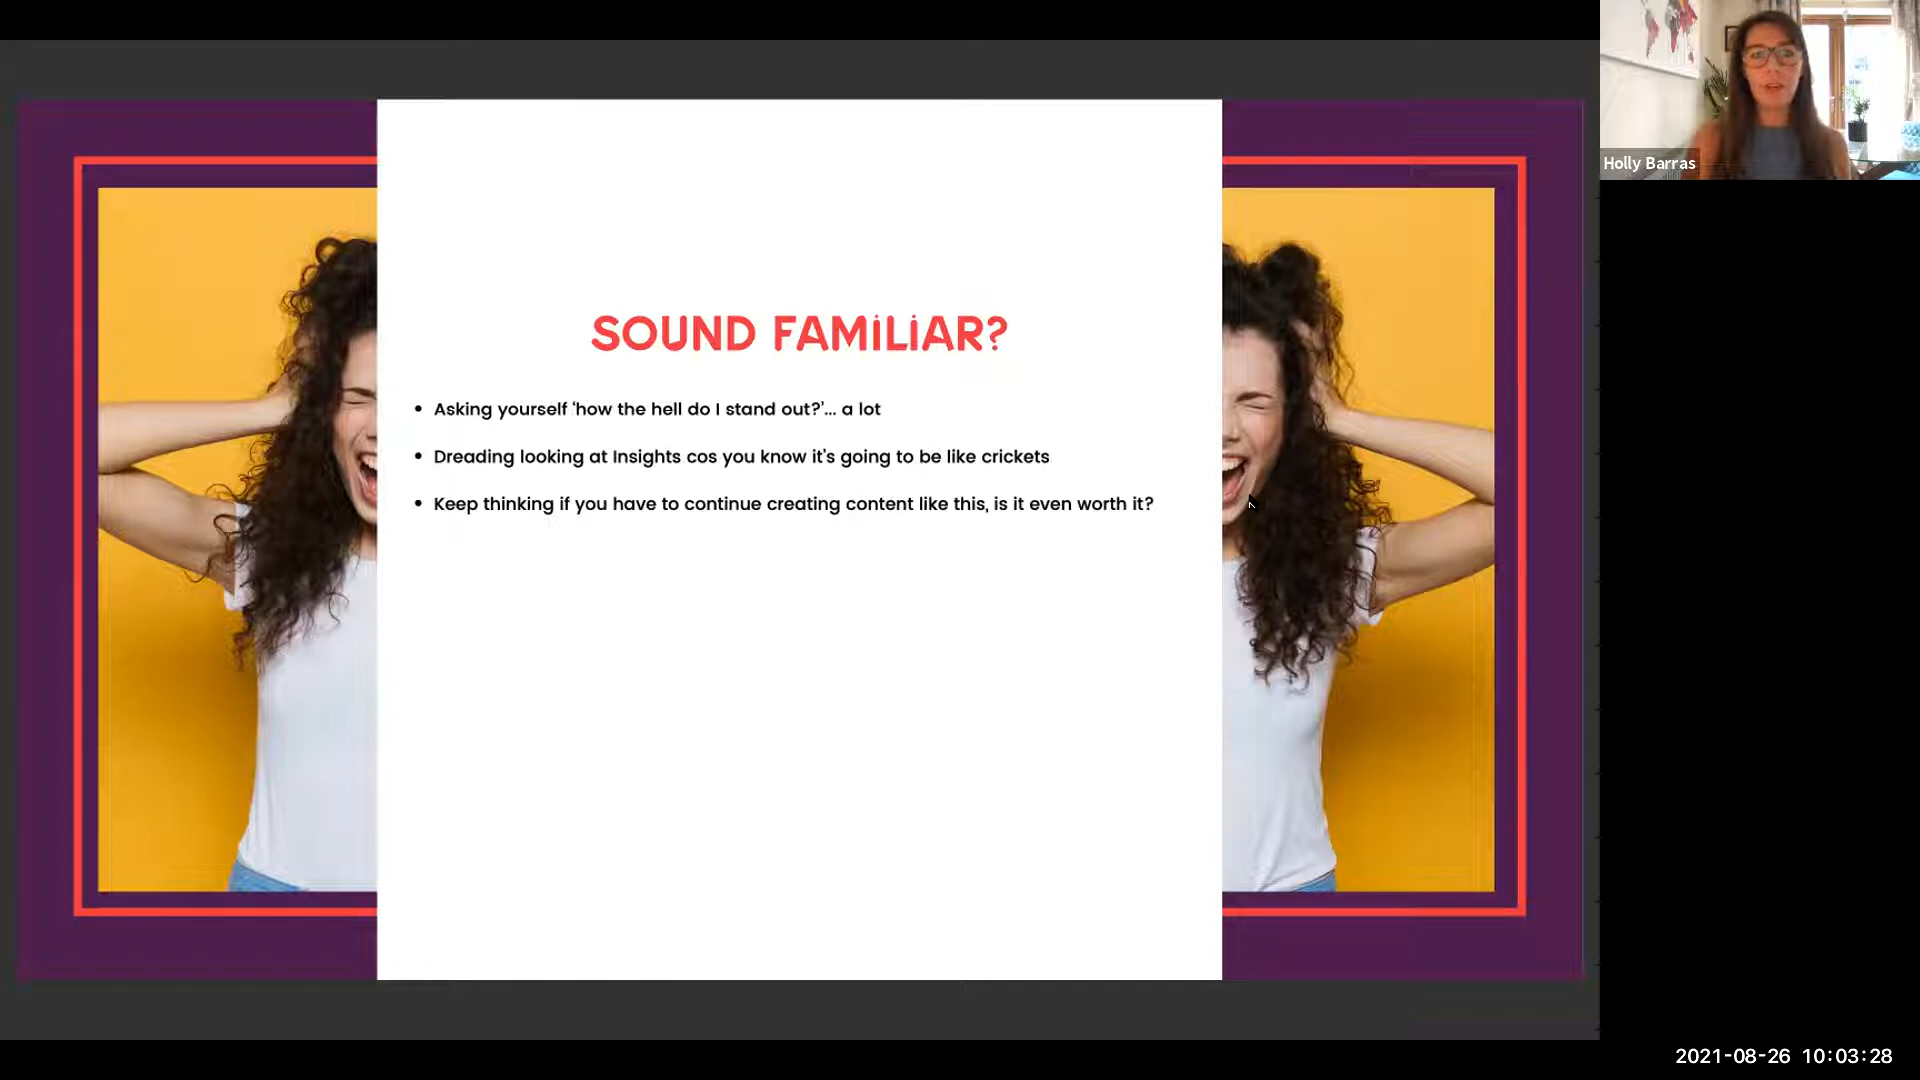 SOUND FAMILIAR?
• Asking yourself 'how the hell do I stand out?'... a lot
• Dreading looking at Insights cos you know it's going to be like crickets
• Keep thinking if you have to continue creating content like this, is it even worth it?
Holly Barras
2021-08-26 10:03:28